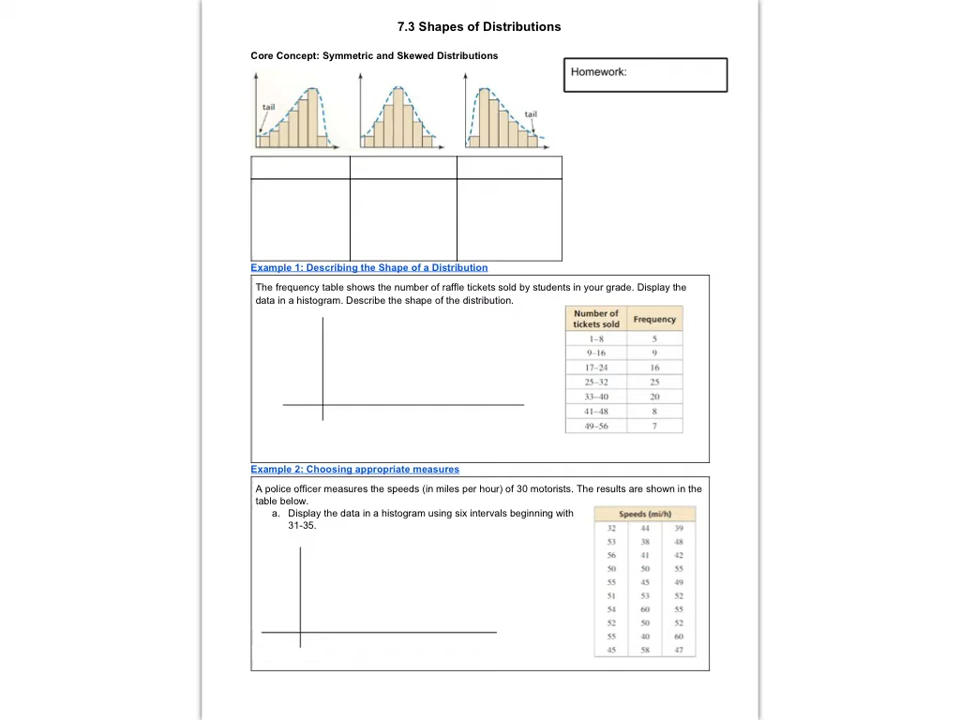 7.3 Shapes of Distributions
Core Concept: Symmetric and Skewed Distributions
Homework:
tail
tail
Example 1: Describing the Shape of a Distribution
The frequency table shows the number of raffle tickets sold by students in your grade. Display the
data in a histogram. Describe the shape of the distribution.
Number of tickets sold Frequency
1–8 5
9–16 9
17–24 16
25–32 25
33–40 20
41–48 8
49–56 7
Example 2: Choosing appropriate measures
A police officer measures the speeds (in miles per hour) of 30 motorists. The results are shown in the
table below.
a. Display the data in a histogram using six intervals beginning with
31-35.
Speeds (mi/h)
32 44 39
53 38 48
56 41 42
50 50 55
55 45 49
51 53 52
54 60 55
52 50 52
55 40 60
45 58 47